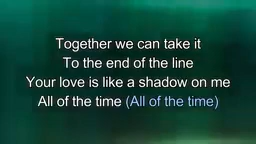 Together we can take it
To the end of the line
Your love is like a shadow on me
All of the time (All of the time)